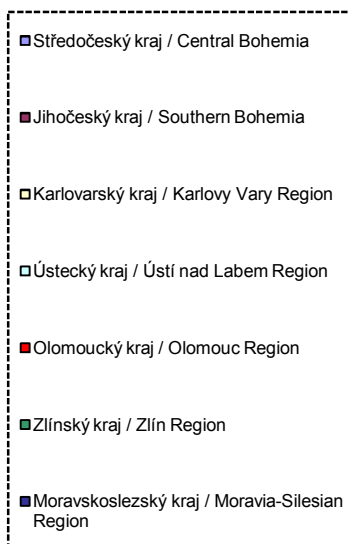 Středočeský kraj / Central Bohemia
Jihočeský kraj / Southern Bohemia
Karlovarský kraj / Karlovy Vary Region
Ústecký kraj / Ústí nad Labem Region
Olomoucký kraj / Olomouc Region
Zlínský kraj / Zlín Region
Moravskoslezský kraj / Moravia-Silesian
Region